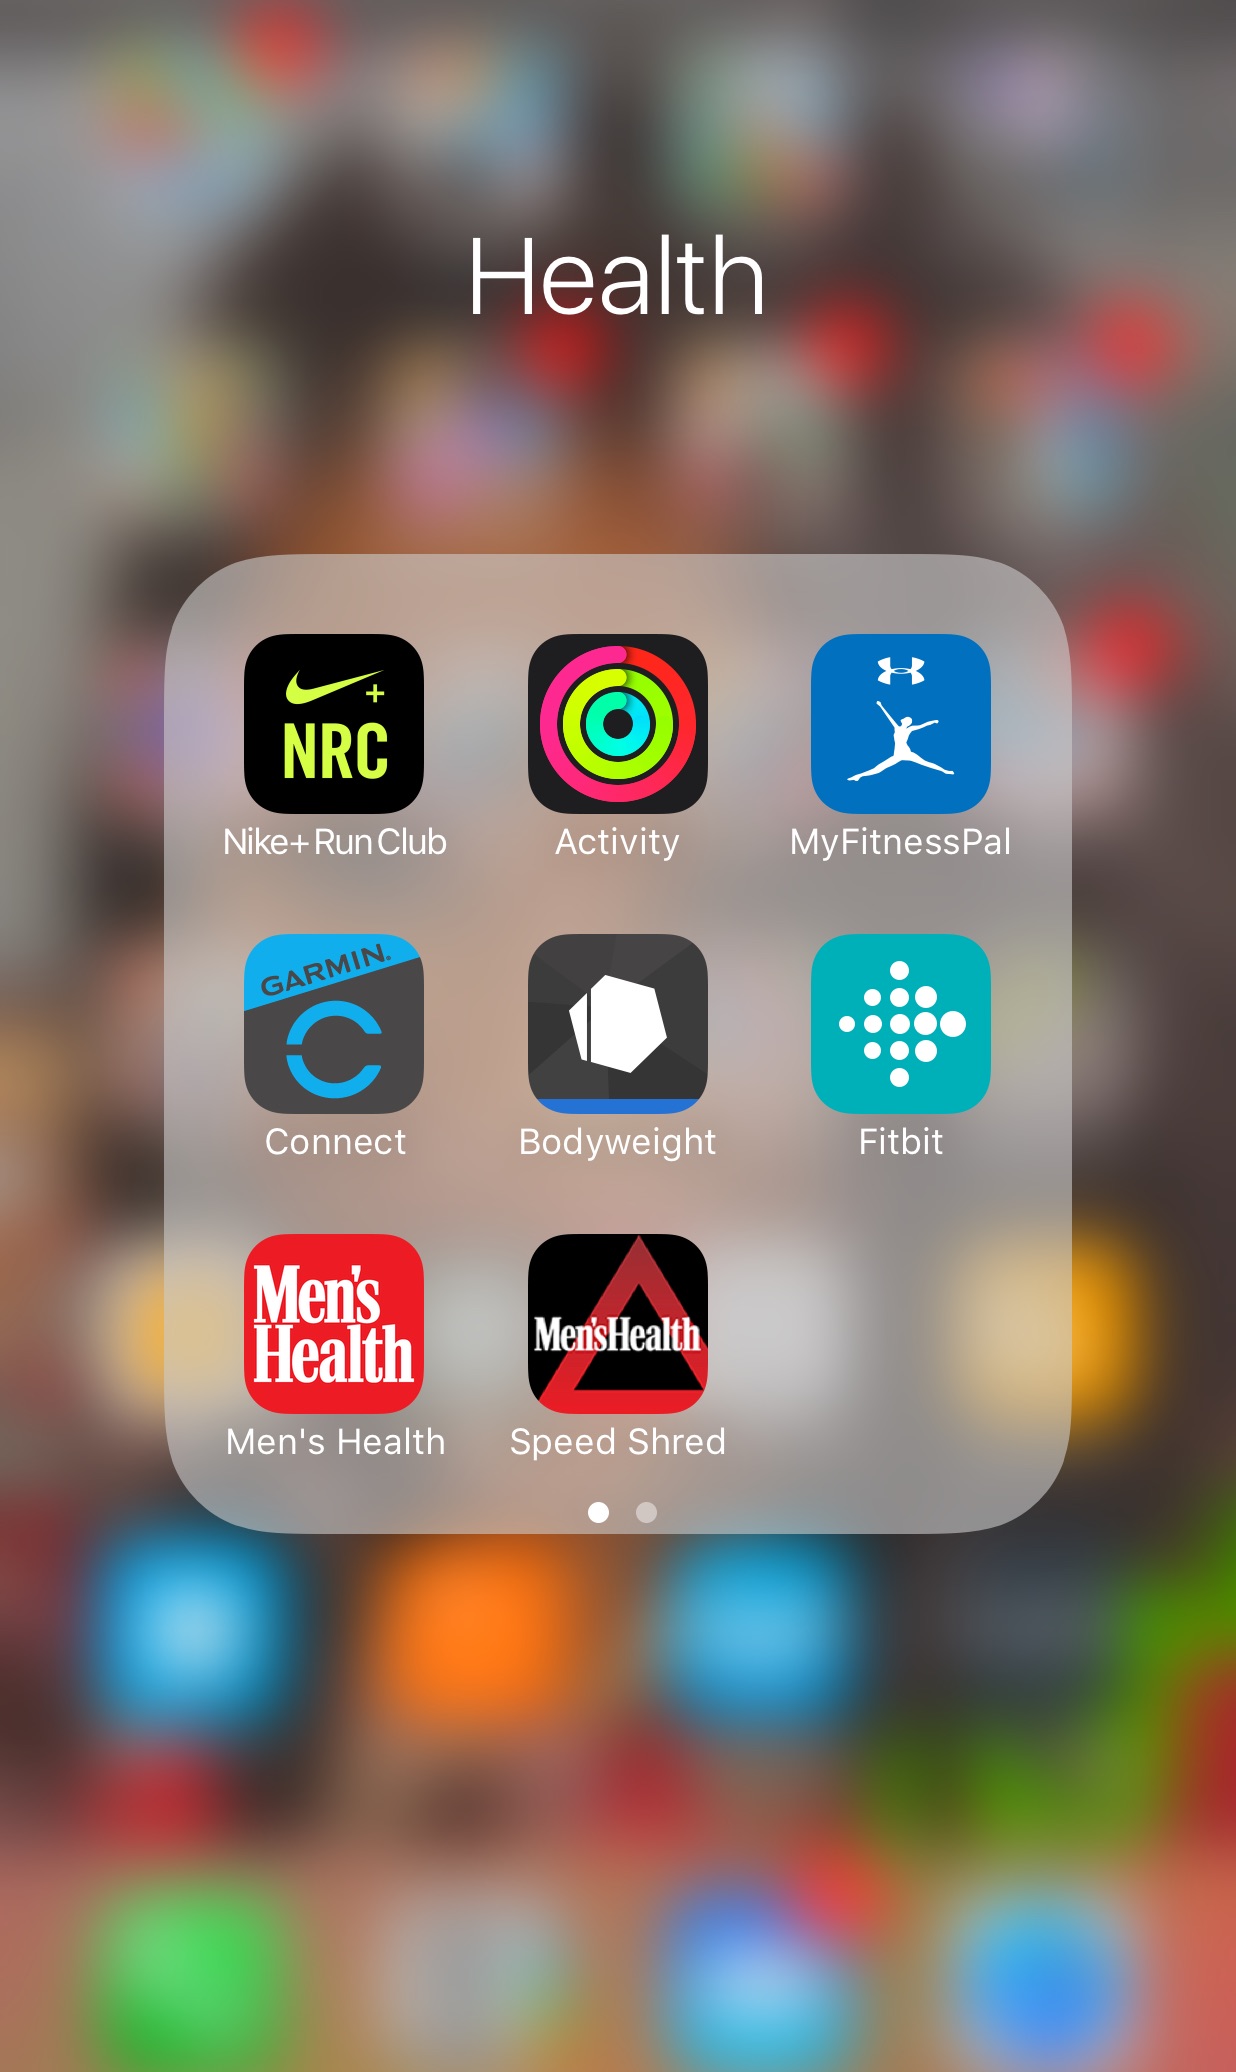 Health
+
NRC
Nike+ Run Club
Activity
MyFitnessPal
GARMIN.
Connect
Bodyweight
Fitbit
Men's
Health
Men's Health
Men'sHealth
Speed Shred